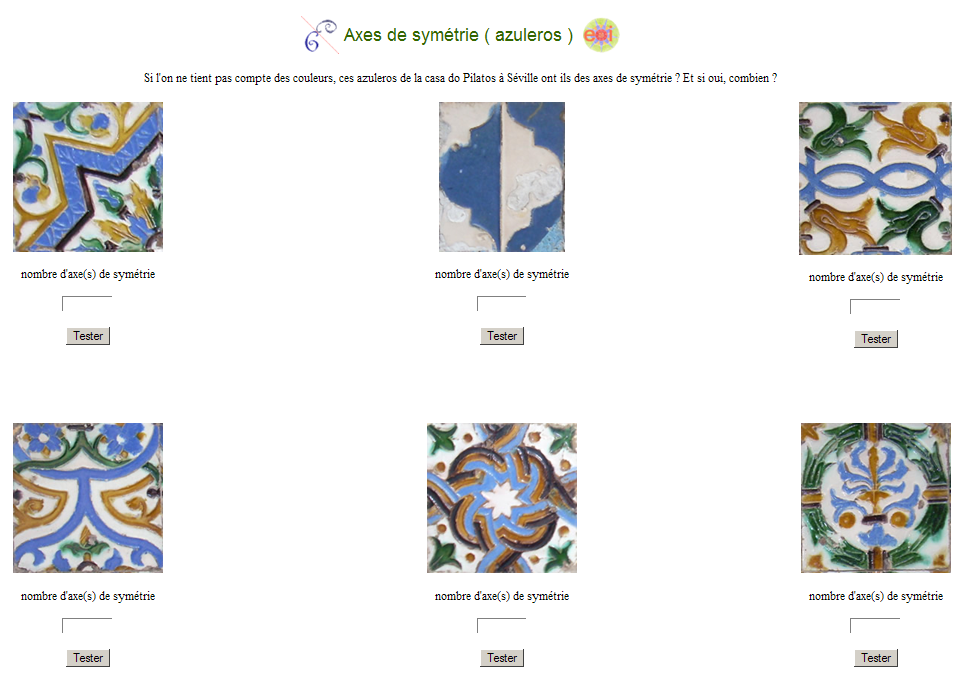 Axes de symétrie ( azuleros ) eoi
Si l'on ne tient pas compte des couleurs, ces azuleros de la casa do Pilatos à Séville ont ils des axes de symétrie ? Et si oui, combien ?
nombre d'axe(s) de symétrie
nombre d'axe(s) de symétrie
nombre d'axe(s) de symétrie
Tester
Tester
Tester
nombre d'axe(s) de symétrie
nombre d'axe(s) de symétrie
nombre d'axe(s) de symétrie
Tester
Tester
Tester